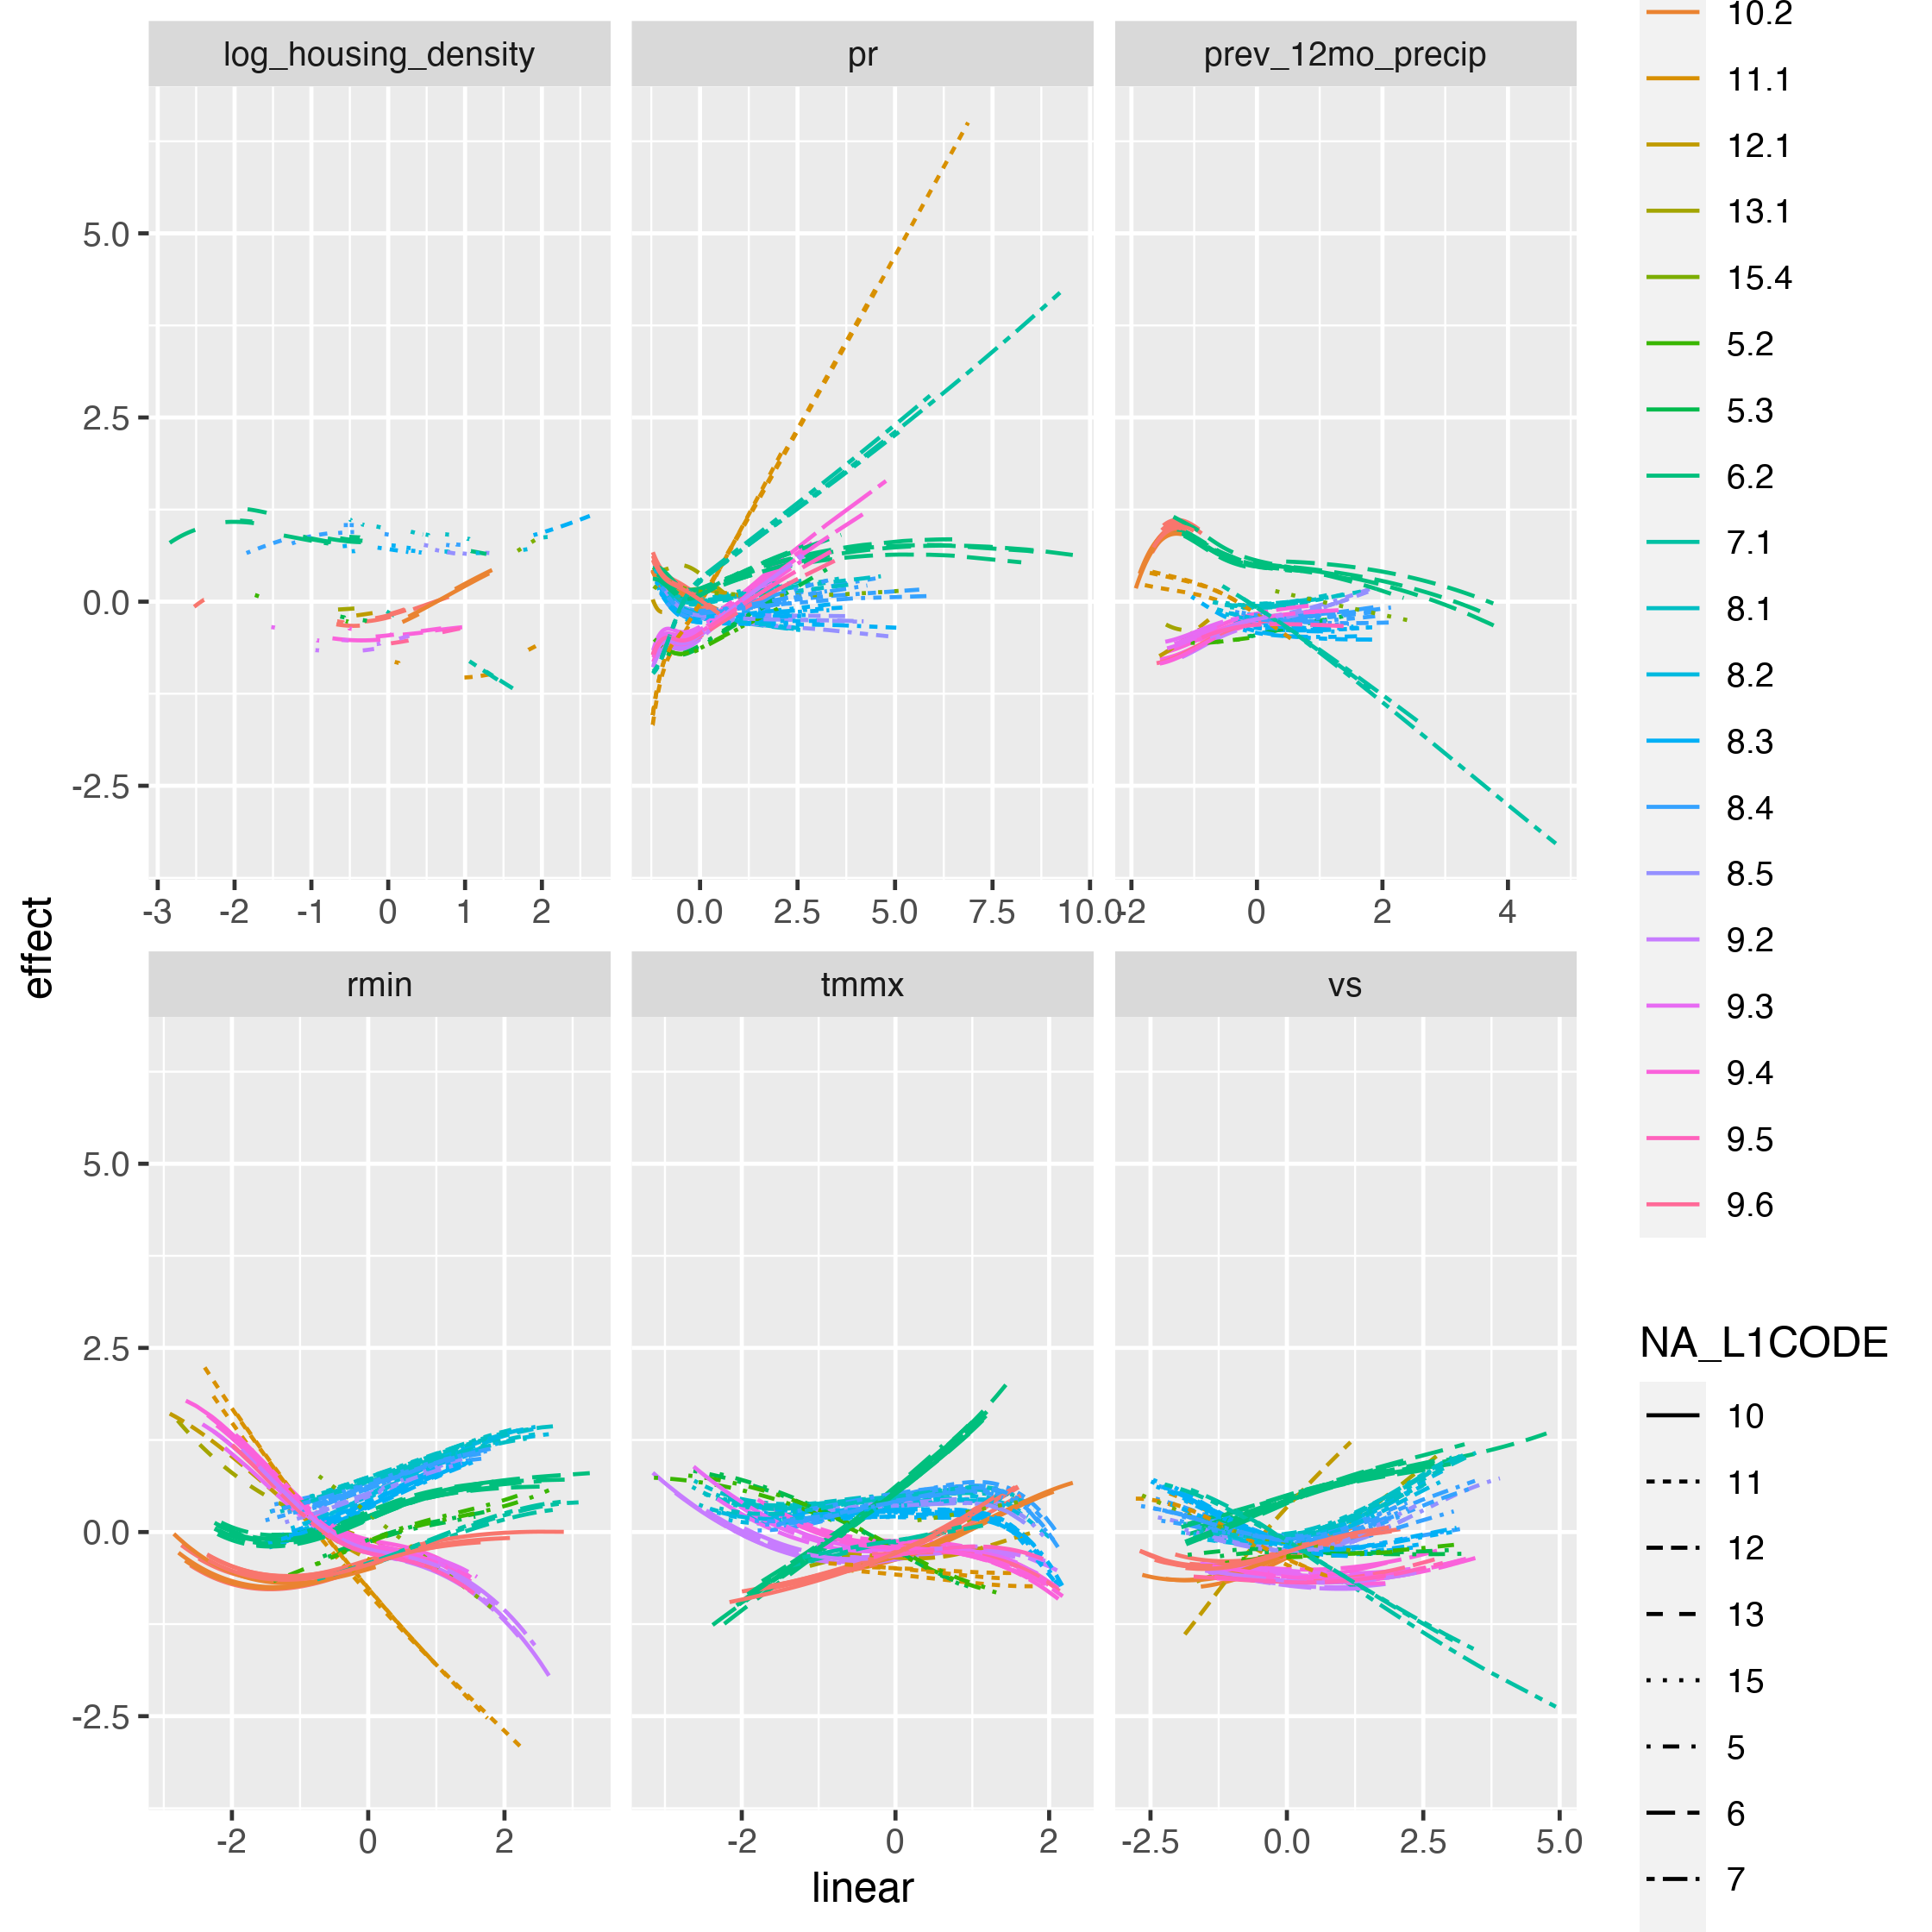 log_housing_density
pr
prev_12mo_precip
5.0
2.5
0.0
-2.5
-3 -2 -1 0 1 2
0.0 2.5 5.0 7.5 10.0
-2 0 2 4
effect
rmin
tmmx
vs
5.0
2.5
0.0
-2.5
-2 0 2
-2 0 2
-2.5 0.0 2.5 5.0
linear
10.2
11.1
12.1
13.1
15.4
5.2
5.3
6.2
7.1
8.1
8.2
8.3
8.4
8.5
9.2
9.3
9.4
9.5
9.6
NA_L1CODE
10
11
12
13
15
5
6
7